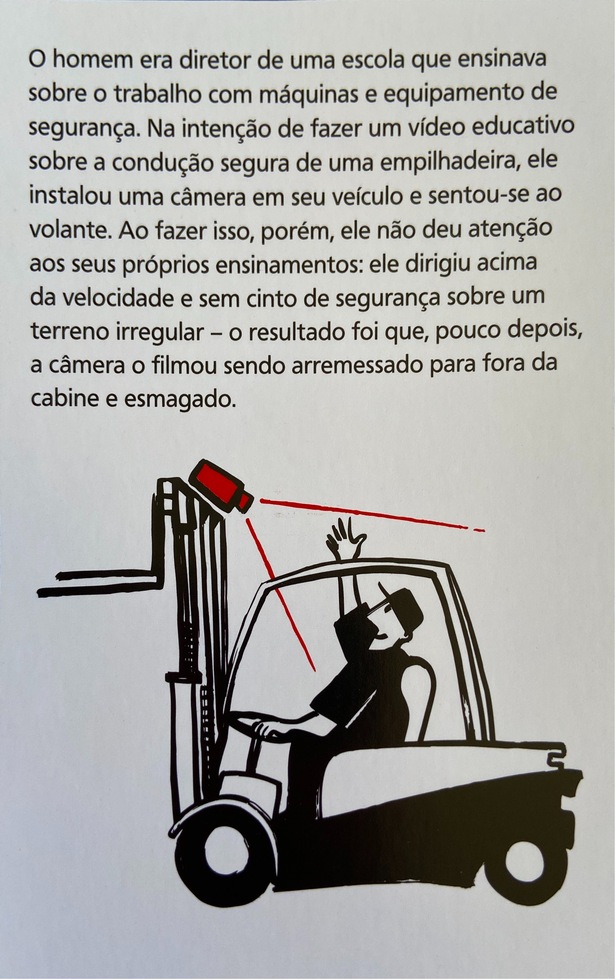 O homem era diretor de uma escola que ensinava
sobre o trabalho com máquinas e equipamento de
segurança. Na intenção de fazer um vídeo educativo
sobre a condução segura de uma empilhadeira, ele
instalou uma câmera em seu veículo e sentou-se ao
volante. Ao fazer isso, porém, ele não deu atenção
aos seus próprios ensinamentos: ele dirigiu acima
da velocidade e sem cinto de segurança sobre um
terreno irregular – o resultado foi que, pouco depois,
a câmera o filmou sendo arremessado para fora da
cabine e esmagado.